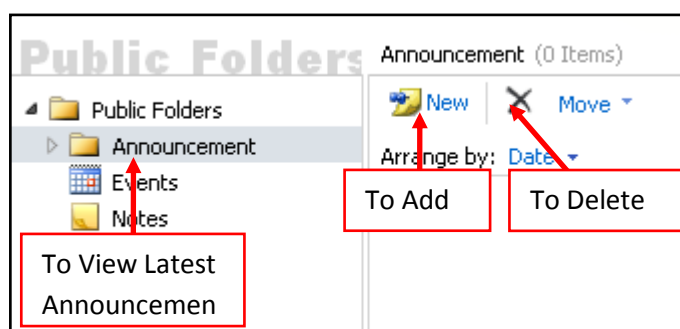 Public Folders
Public Folders
Announcement
Events
Notes
To View Latest
Announcemen
Announcement (0 Items)
New Move
Arrange by: Date
To Add
To Delete